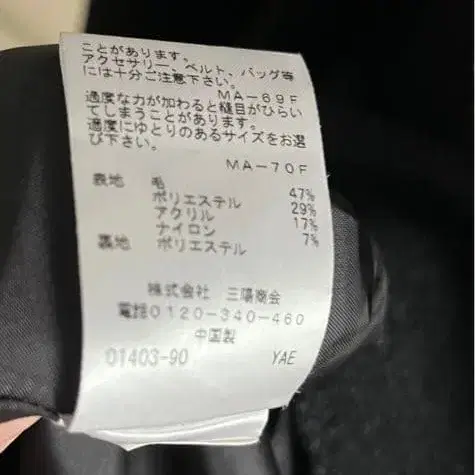 ことがあります。
アクセサリー、ベルト、バッグ等
には十分ご注意下さい。
MA-69F
過度な力が加わると縫目がひらい
てしまうことがあります。
適度にゆとりのあるサイズをお選
び下さい。
MA-70F
表地 毛 47%
ポリエステル 29%
アクリル 17%
ナイロン 7%
裏地 ポリエステル
株式会社 三陽商会
電話0120-340-460
中国製
01403-90 YAE